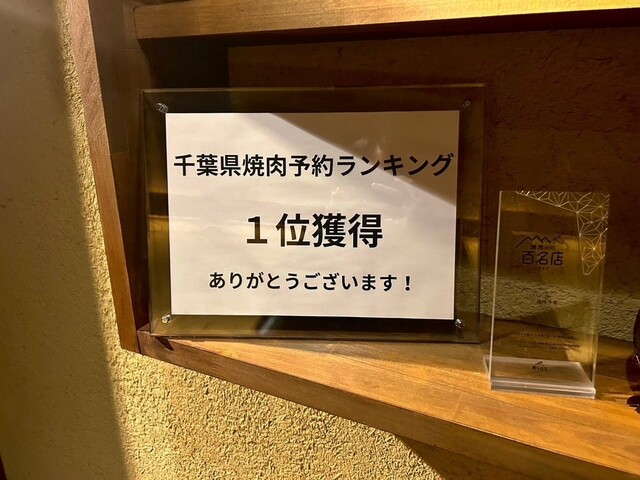 千葉県焼肉予約ランキング
１位獲得
ありがとうございます！
百名店